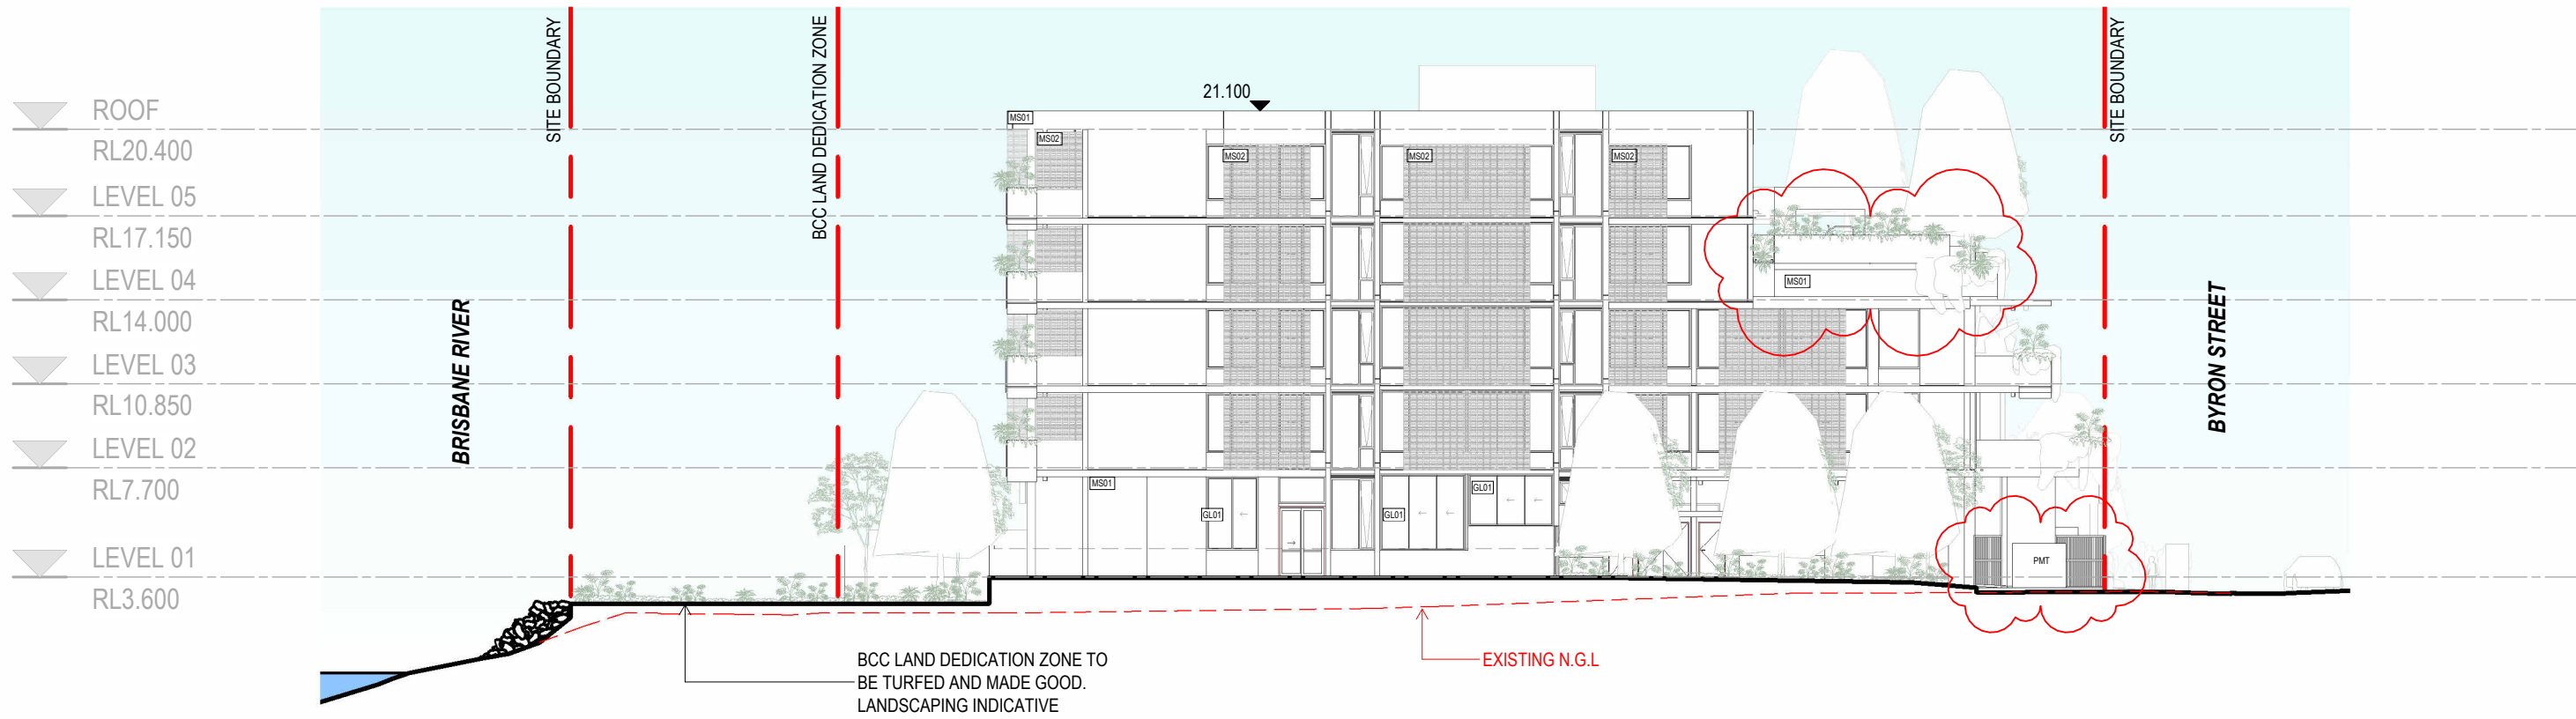 SITE BOUNDARY
BCC LAND DEDICATION ZONE
SITE BOUNDARY
ROOF
RL20.400
LEVEL 05
RL17.150
LEVEL 04
RL14.000
LEVEL 03
RL10.850
LEVEL 02
RL7.700
LEVEL 01
RL3.600
21.100
MS01
MS02
MS02
MS02
MS02
MS01
BRISBANE RIVER
BYRON STREET
MS01
GL01
GL01
GL01
PMT
BCC LAND DEDICATION ZONE TO
BE TURFED AND MADE GOOD.
LANDSCAPING INDICATIVE
EXISTING N.G.L